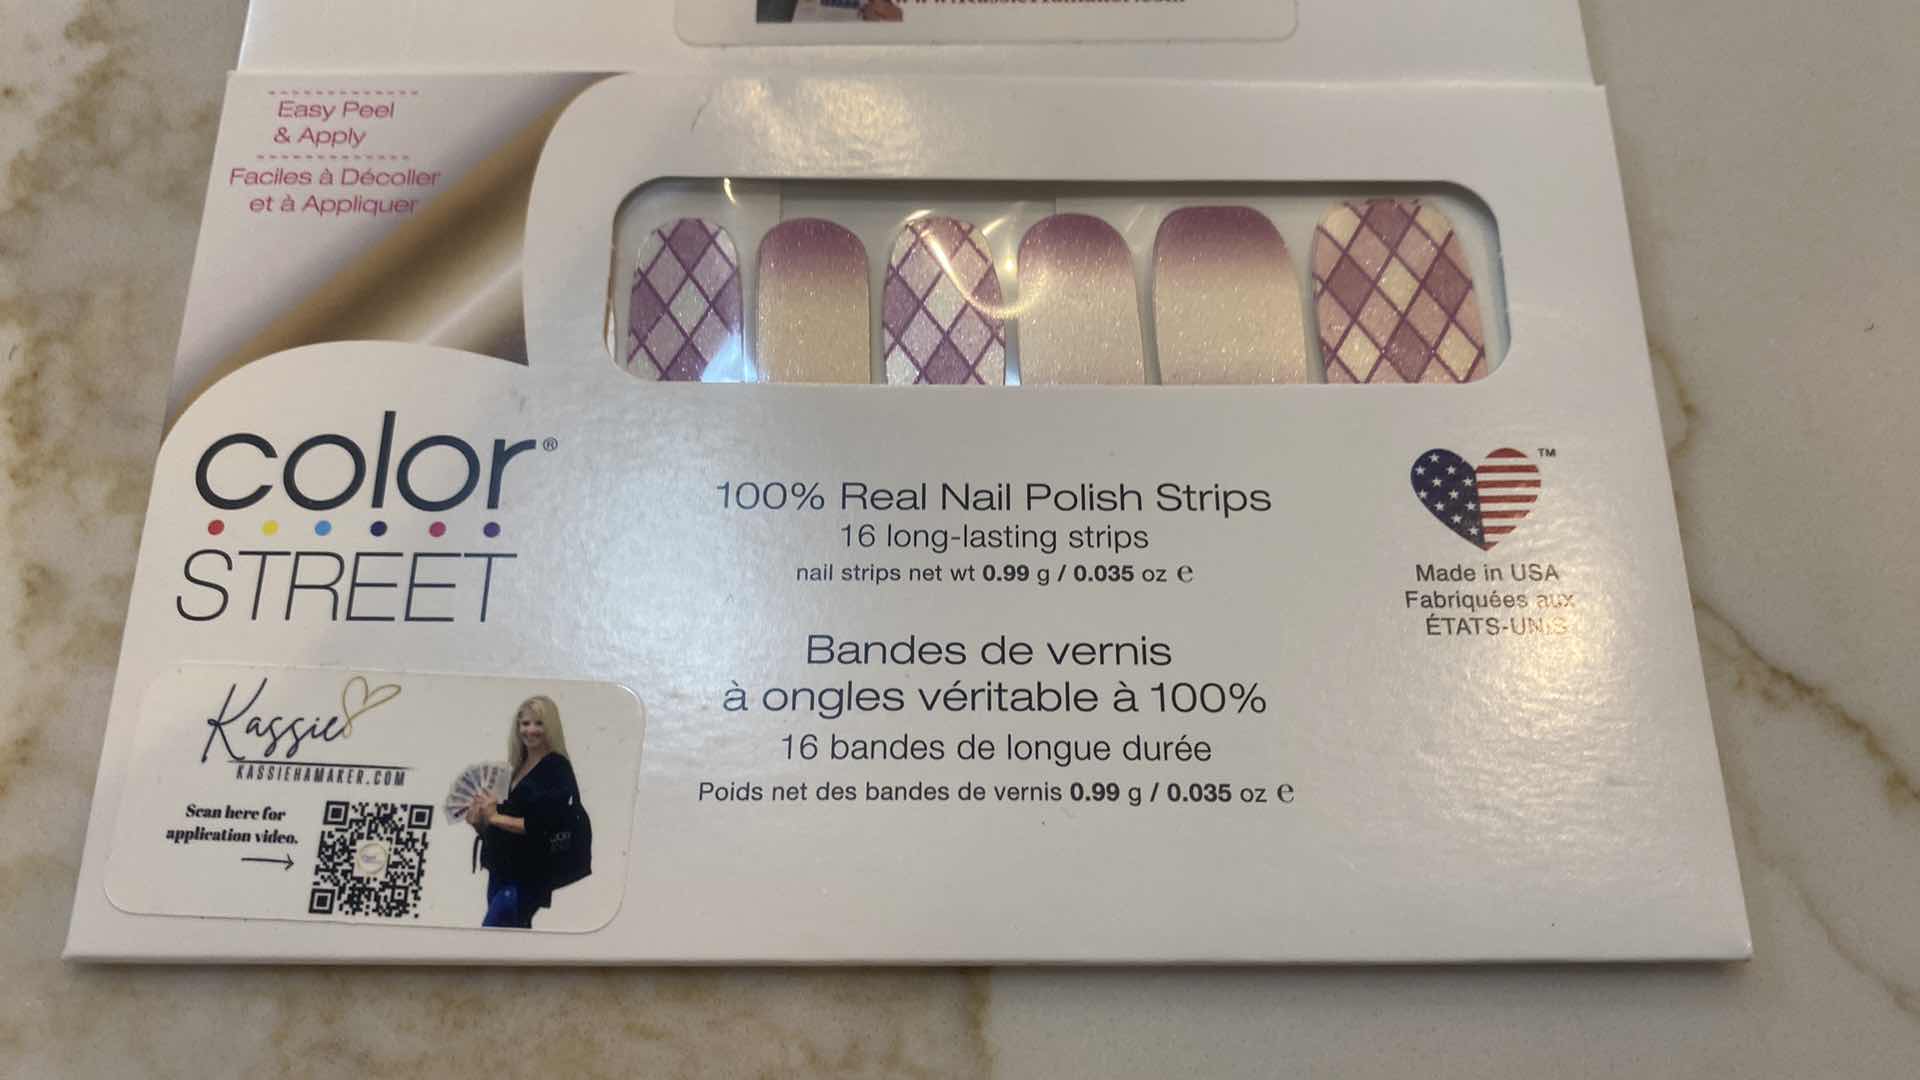 Easy Peel
& Apply
Faciles à Décoller
et à Appliquer
color®
STREET
100% Real Nail Polish Strips
16 long-lasting strips
nail strips net wt 0.99 g / 0.035 oz ℮
Bandes de vernis
à ongles véritable à 100%
16 bandes de longue durée
Poids net des bandes de vernis 0.99 g / 0.035 oz ℮
TM
Made in USA
Fabriquées aux
ÉTATS-UNIS
Kassie
KASSIEHAMAKER.COM
Scan here for
application video.